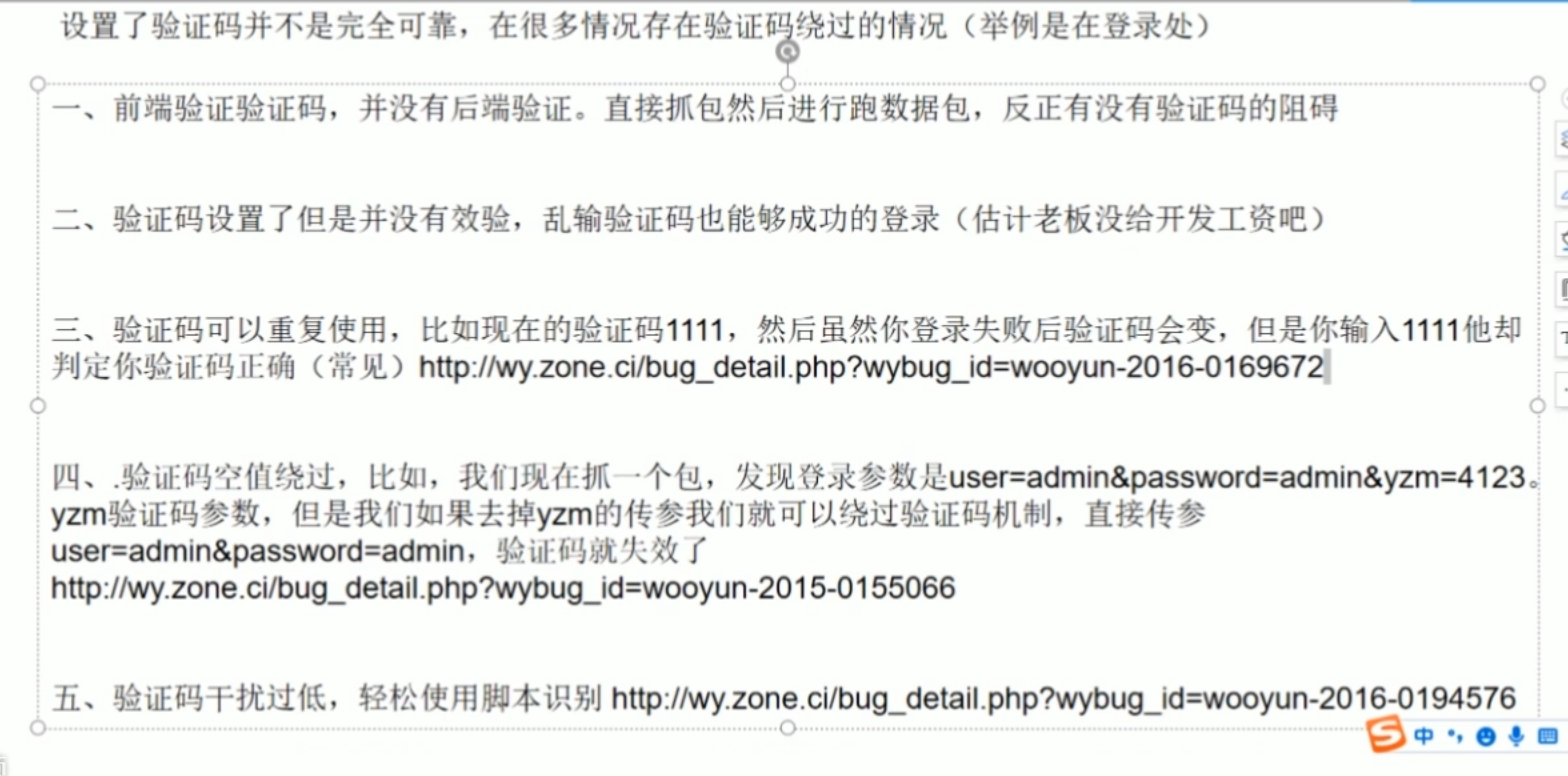 设置了验证码并不是完全可靠，在很多情况存在验证码绕过的情况（举例是在登录处）
一、前端验证验证码，并没有后端验证。直接抓包然后进行跑数据包，反正有没有验证码的阻碍
二、验证码设置了但是并没有效验，乱输验证码也能够成功的登录（估计老板没给开发工资吧）
三、验证码可以重复使用，比如现在的验证码1111，然后虽然你登录失败后验证码会变，但是你输入1111他却
判定你验证码正确（常见）http://wy.zone.ci/bug_detail.php?wybug_id=wooyun-2016-0169672
四、.验证码空值绕过，比如，我们现在抓一个包，发现登录参数是user=admin&password=admin&yzm=4123。
yzm验证码参数，但是我们如果去掉yzm的传参我们就可以绕过验证码机制，直接传参
user=admin&password=admin，验证码就失效了
http://wy.zone.ci/bug_detail.php?wybug_id=wooyun-2015-0155066
五、验证码干扰过低，轻松使用脚本识别 http://wy.zone.ci/bug_detail.php?wybug_id=wooyun-2016-0194576
中